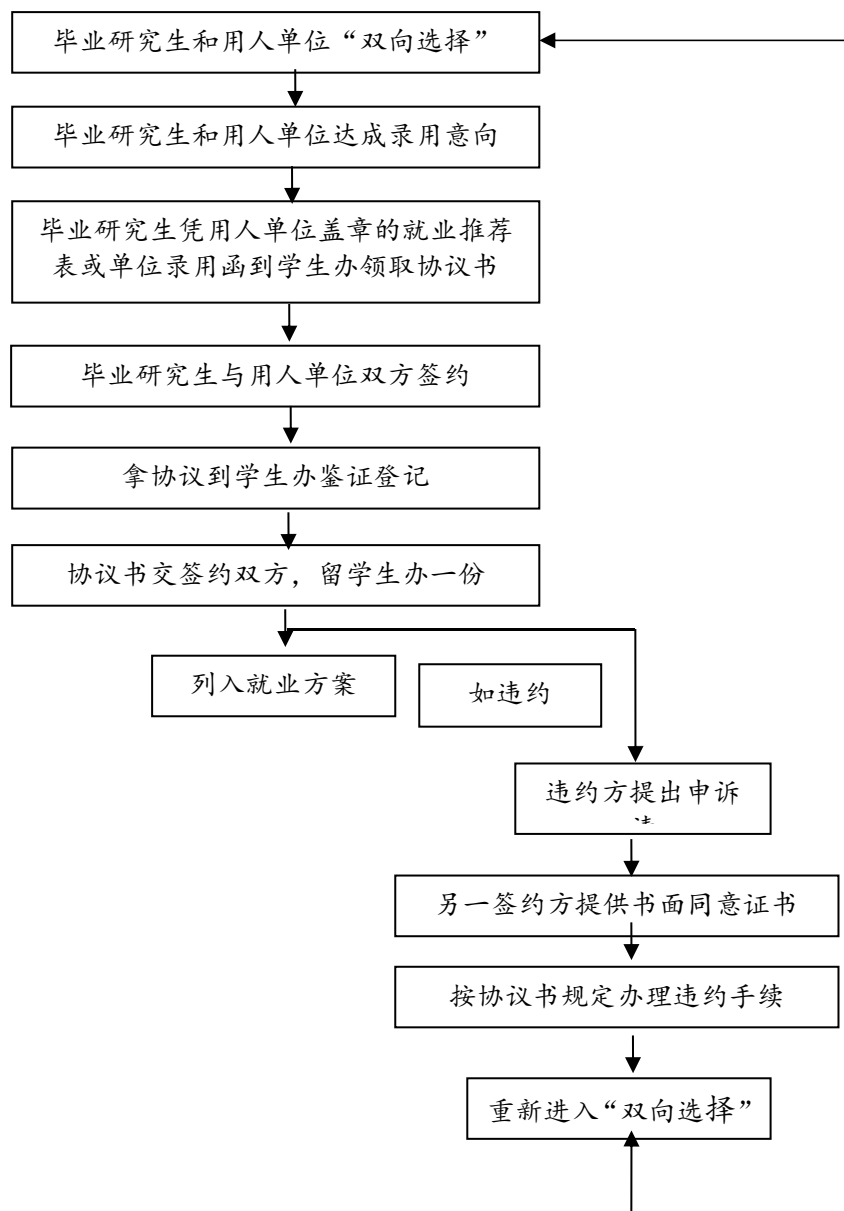 毕业研究生和用人单位“双向选择”
毕业研究生和用人单位达成录用意向
毕业研究生凭用人单位盖章的就业推荐
表或单位录用函到学生办领取协议书
毕业研究生与用人单位双方签约
拿协议到学生办鉴证登记
协议书交签约双方，留学生办一份
列入就业方案
如违约
违约方提出申诉
另一签约方提供书面同意证书
按协议书规定办理违约手续
重新进入“双向选择”